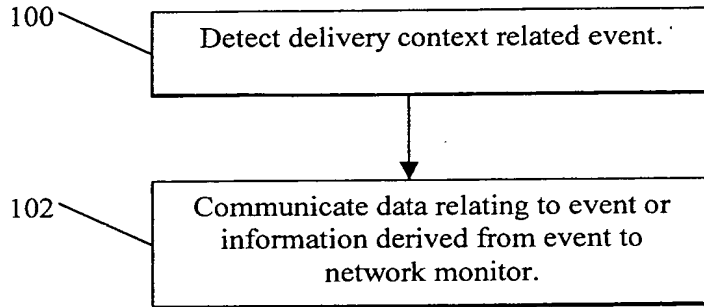 100
Detect delivery context related event.
102
Communicate data relating to event or
information derived from event to
network monitor.